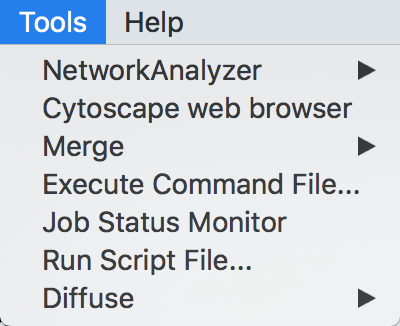 Tools Help
NetworkAnalyzer
Cytoscape web browser
Merge
Execute Command File...
Job Status Monitor
Run Script File...
Diffuse